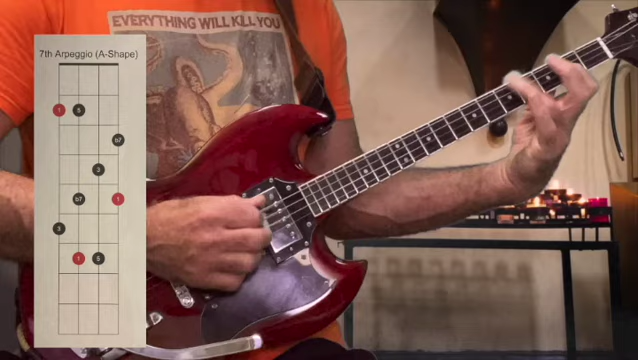 EVERYTHING WILL KILL YOU
7th Arpeggio (A-Shape)
1 5
b7
3
b7 1
3
1 5